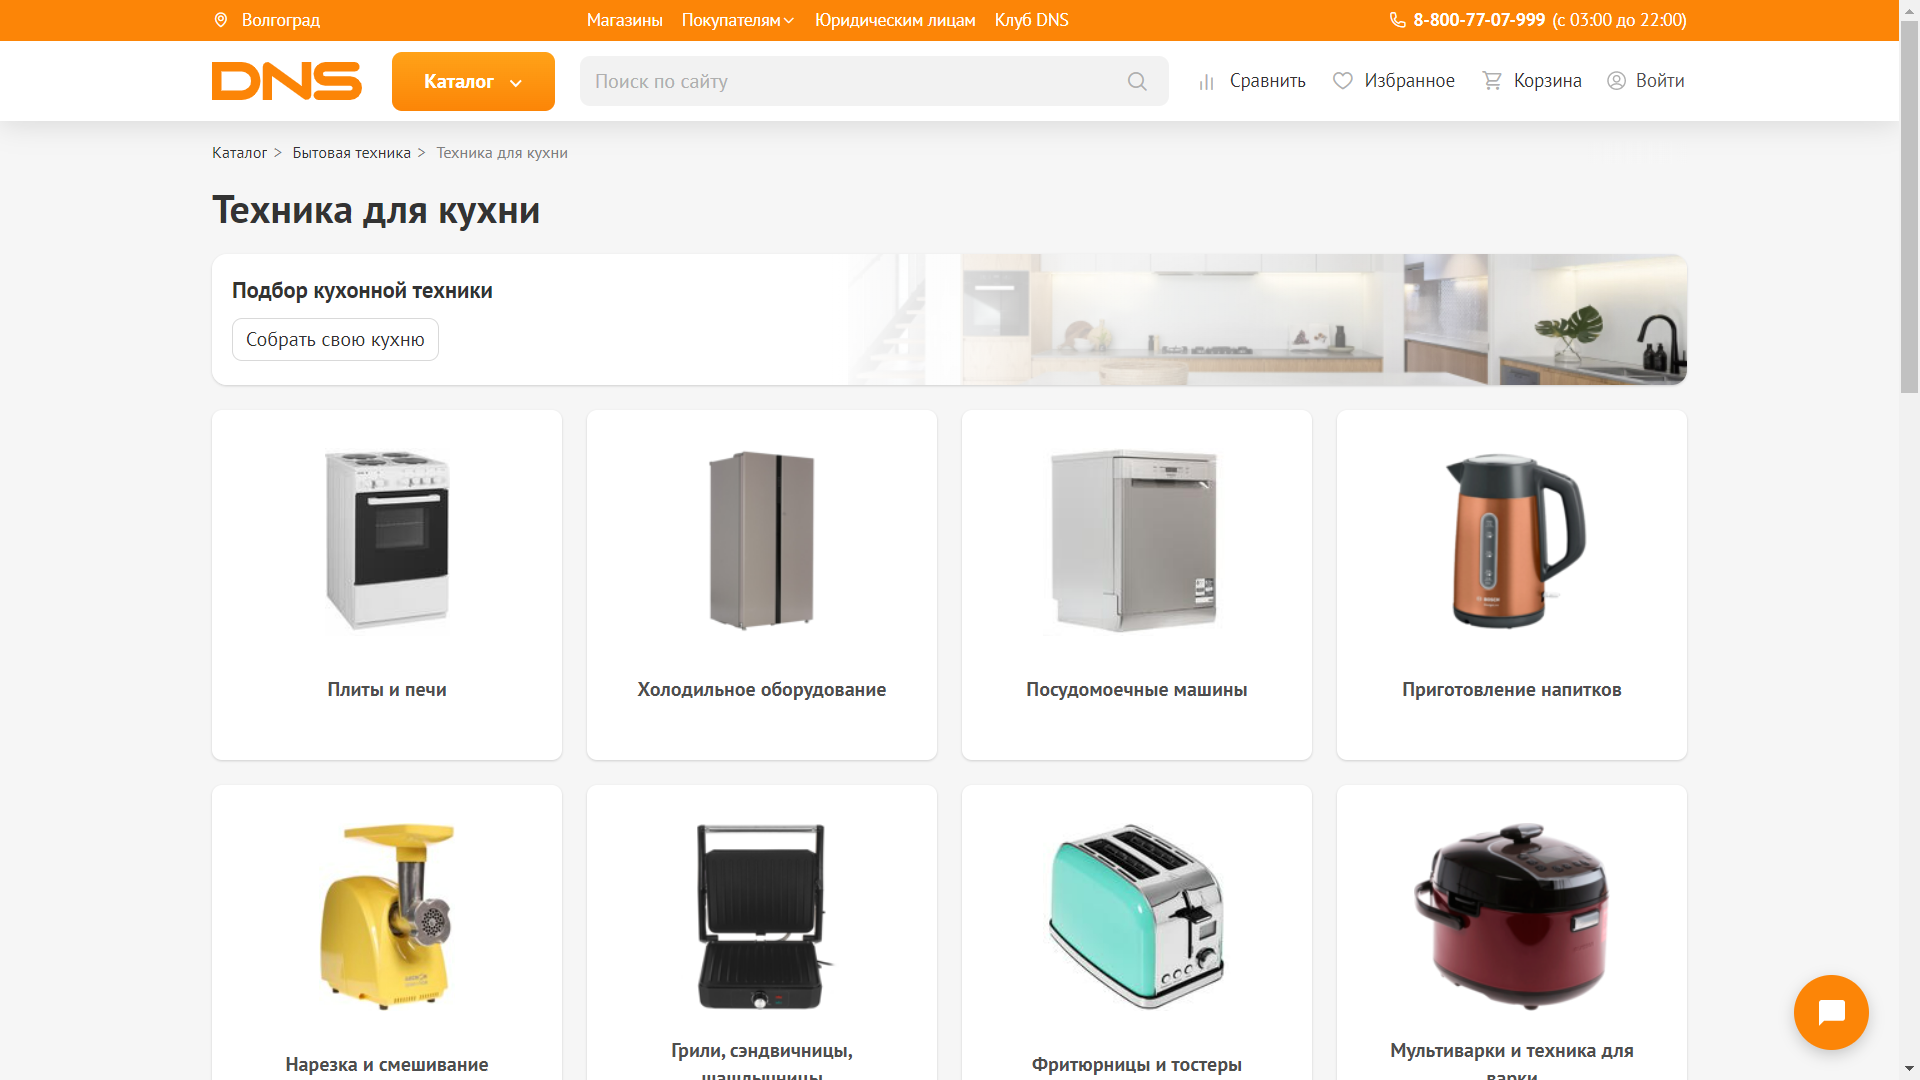 Волгоград
Магазины
Покупателям
Юридическим лицам
Клуб DNS
8-800-77-07-999 (с 03:00 до 22:00)
DNS
Каталог
Поиск по сайту
Сравнить
Избранное
Корзина
Войти
Каталог > Бытовая техника > Техника для кухни
Техника для кухни
Подбор кухонной техники
Собрать свою кухню
Плиты и печи
Холодильное оборудование
Посудомоечные машины
Приготовление напитков
Нарезка и смешивание
Грили, сэндвичницы,
шашлычницы
Фритюрницы и тостеры
Мультиварки и техника для
варки